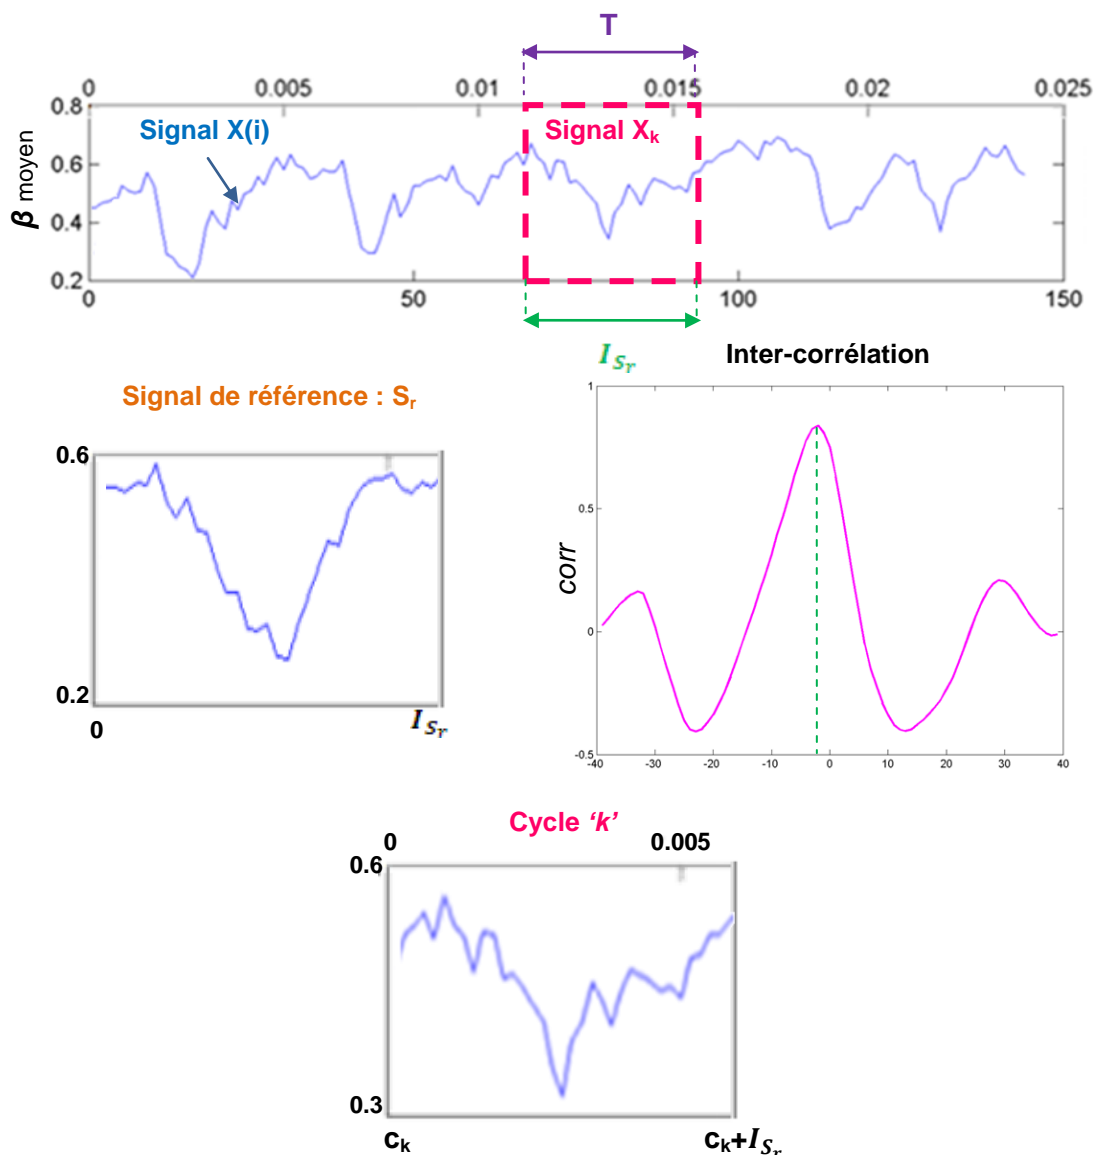 T
0 0.005 0.01 0.015 0.02 0.025
0.8
Signal X(i)
Signal Xk
0.6
β moyen
0.4
0.2
0 50 100 150
I Sr
Inter-corrélation
Signal de référence : Sr
1
0.6
0.5
corr
0
0.2
0
I Sr
-0.5
-40 -30 -20 -10 0 10 20 30 40
Cycle ‘k’
0 0.005
0.6
0.3
ck
ck+ISr